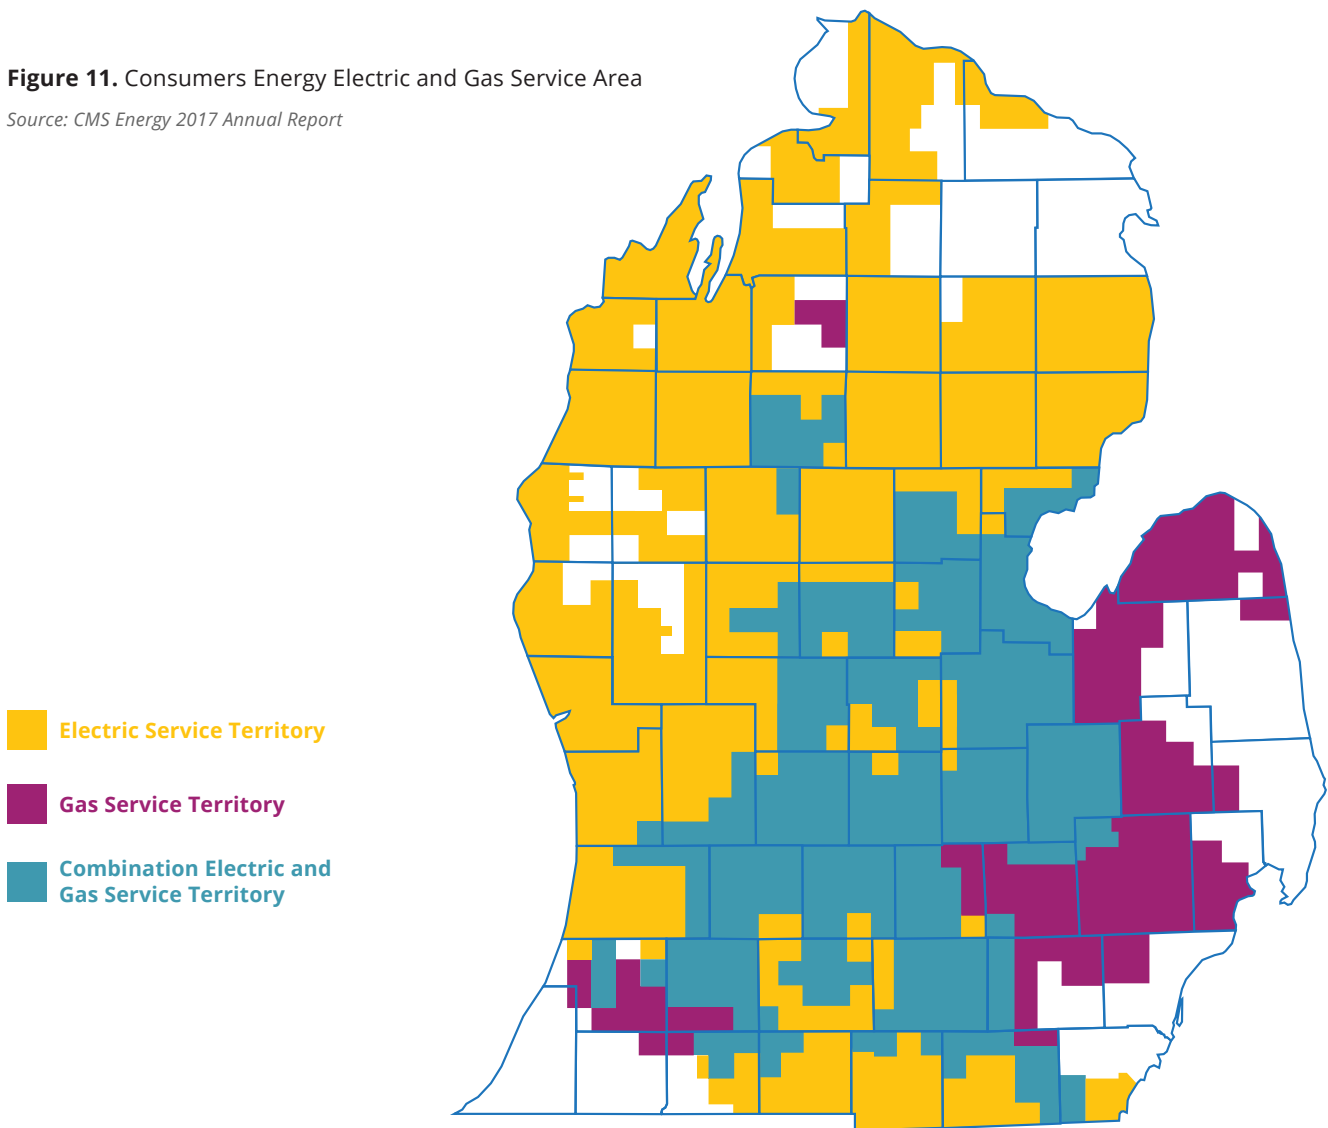 Figure 11. Consumers Energy Electric and Gas Service Area
Source: CMS Energy 2017 Annual Report
Electric Service Territory
Gas Service Territory
Combination Electric and
Gas Service Territory